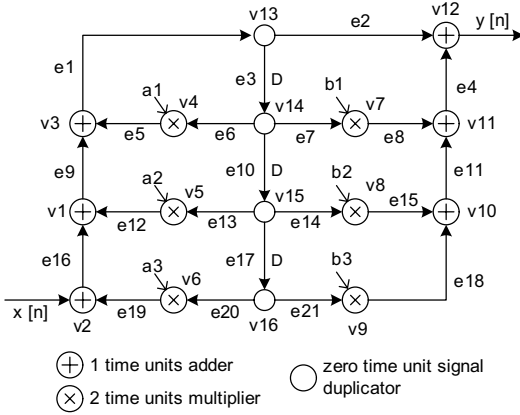 v13 e2 v12 y [n]
e1 e3 D e4
a1 v4 v14 b1 v7
v3 e5 e6 e7 e8 v11
e9 a2 e10 D b2 e11
v5 v15 v8 e15
v1 e12 e13 e14 v10
e16 a3 e17 D b3
v6 e18
x [n] e19 e20 e21
v2 v16 v9
1 time units adder
2 time units multiplier
zero time unit signal
duplicator